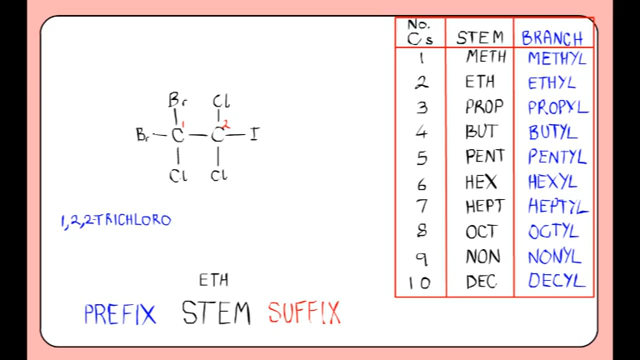 No. Cs STEM BRANCH
1 METH METHYL
2 ETH ETHYL
3 PROP PROPYL
4 BUT BUTYL
5 PENT PENTYL
6 HEX HEXYL
7 HEPT HEPTYL
8 OCT OCTYL
9 NON NONYL
10 DEC DECYL
Br Cl
1 2
Br C C I
Cl Cl
1,2,2TRICHLORO
ETH
PREFIX STEM SUFFIX